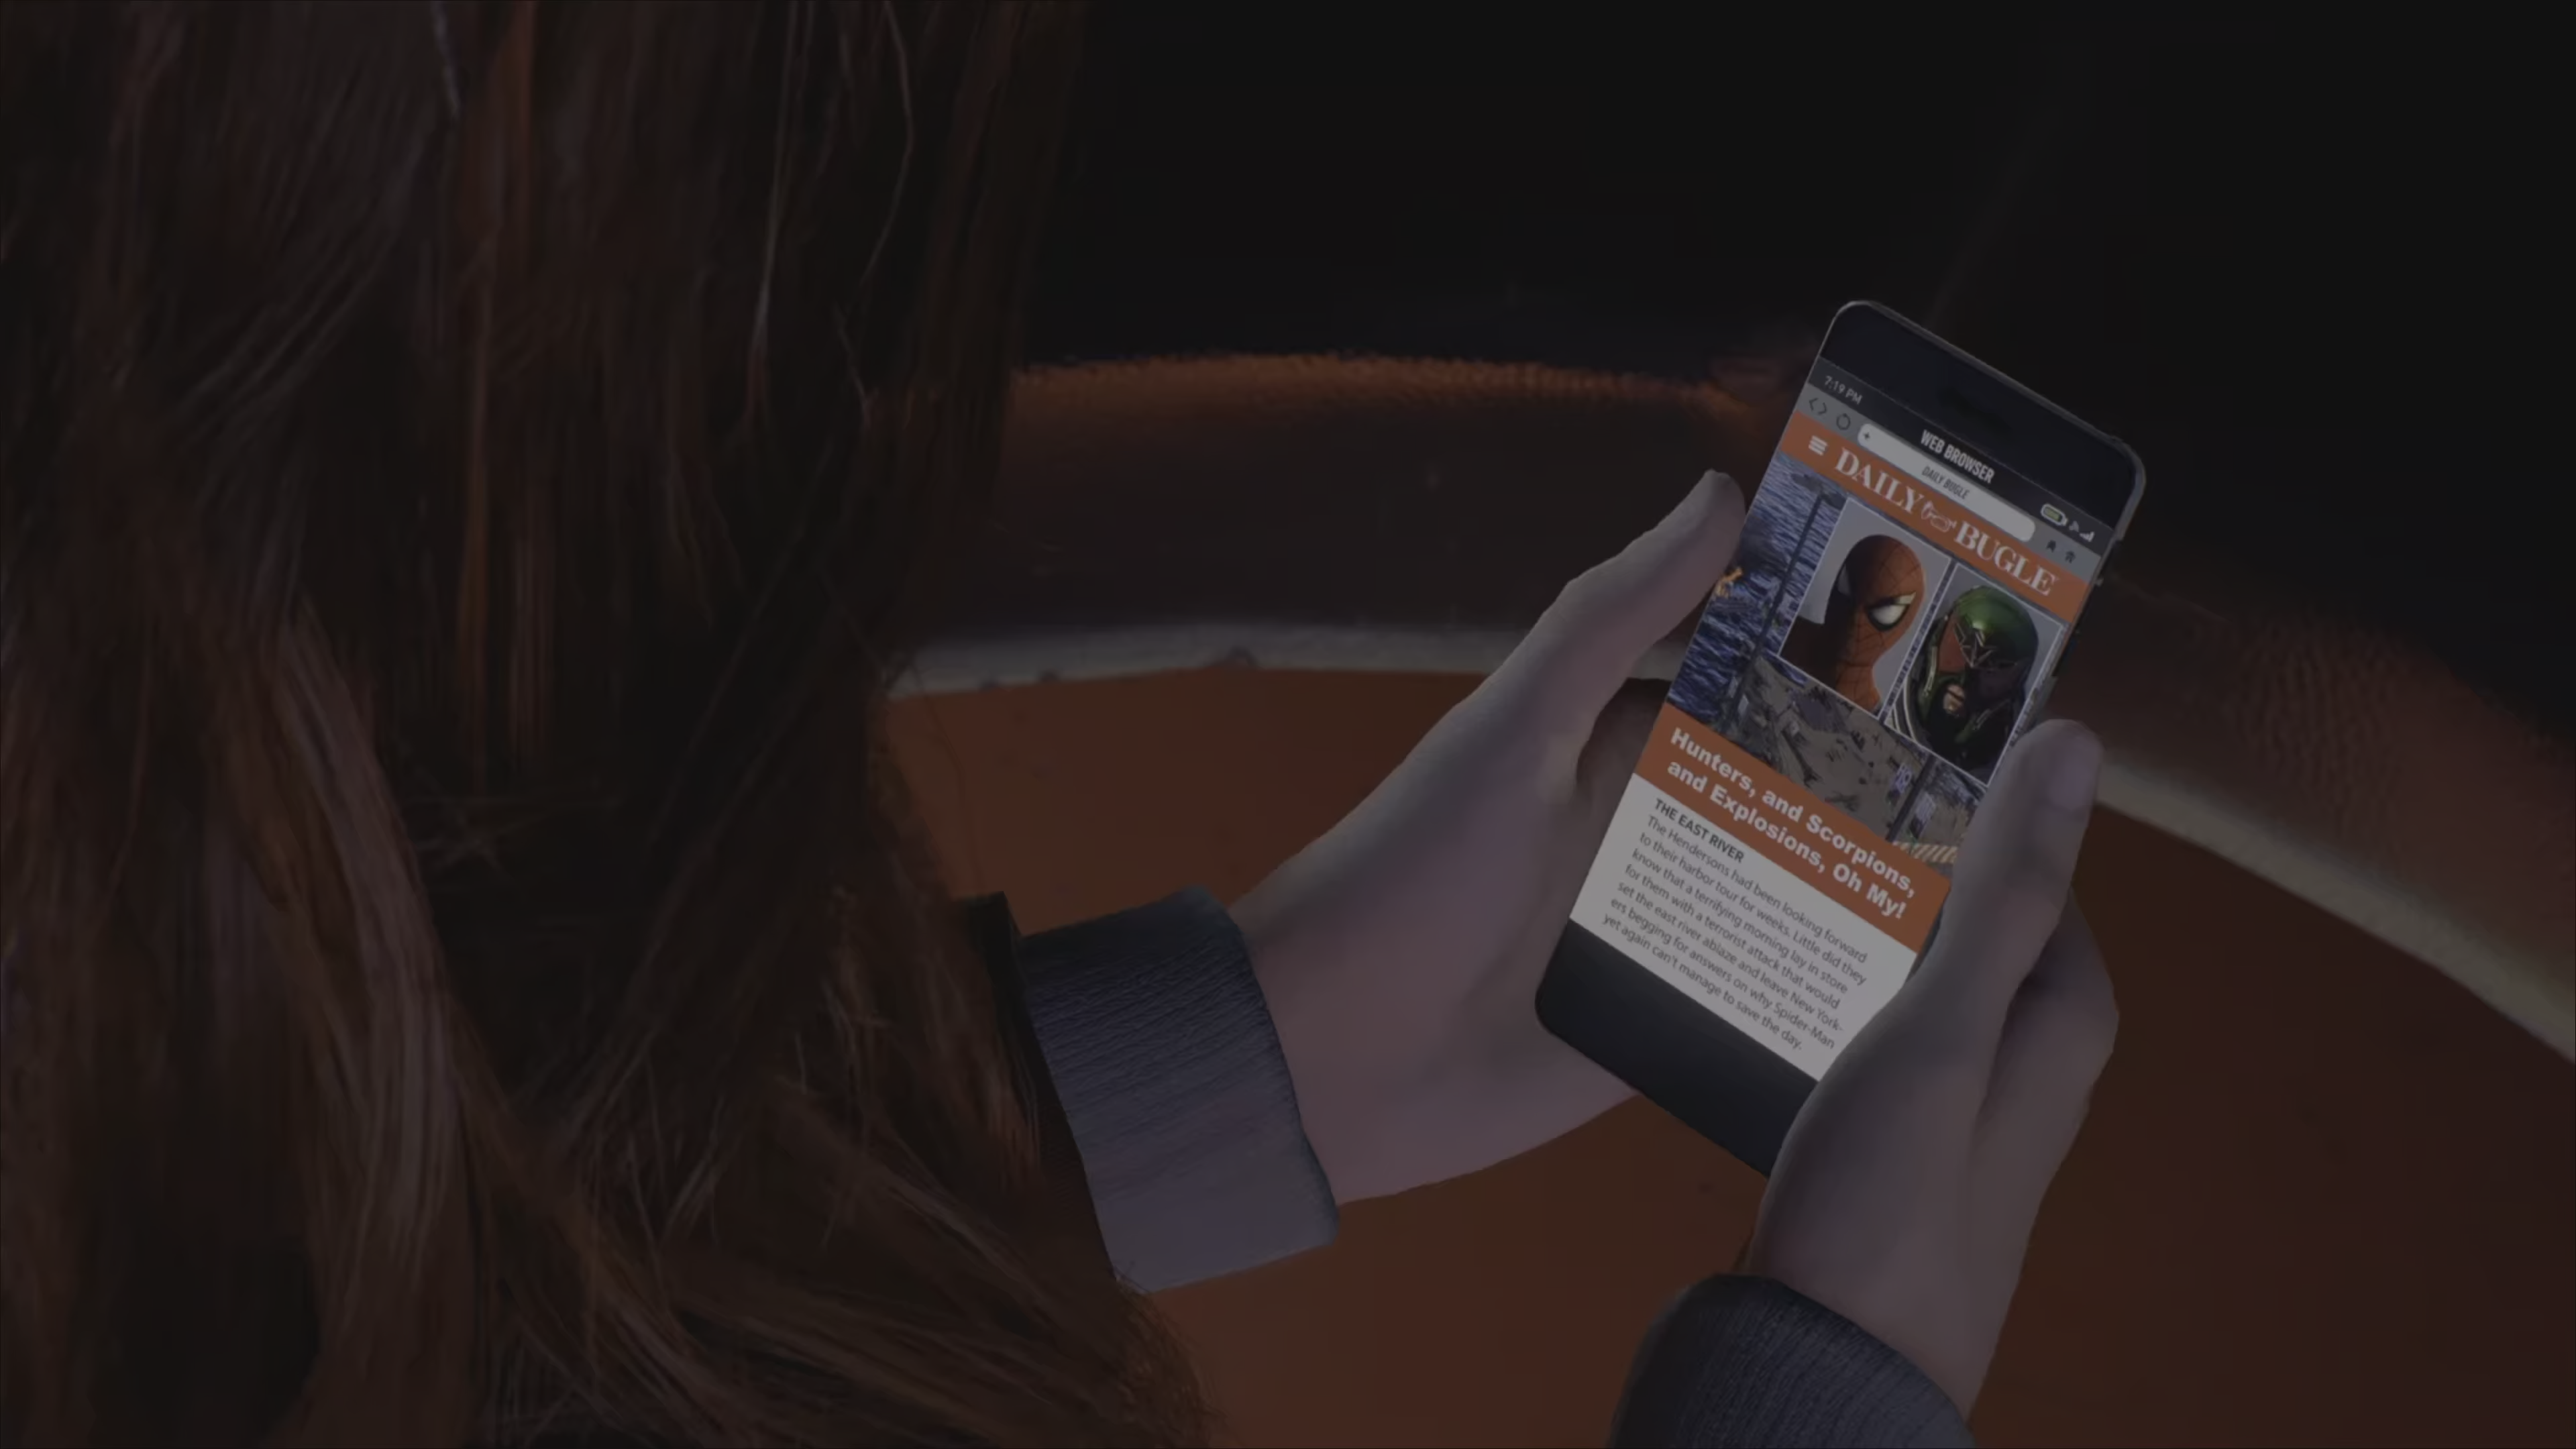 7:19 PM
WEB BROWSER
DAILY BUGLE
DAILY BUGLE
Hunters, and Scorpions,
and Explosions, Oh My!
THE EAST RIVER
The Hendersons had been looking forward
to their harbor tour for weeks. Little did they
know that a terrifying morning lay in store
for them with a terrorist attack that would
set the east river ablaze and leave New York-
ers begging for answers on why Spider-Man
yet again can't manage to save the day.